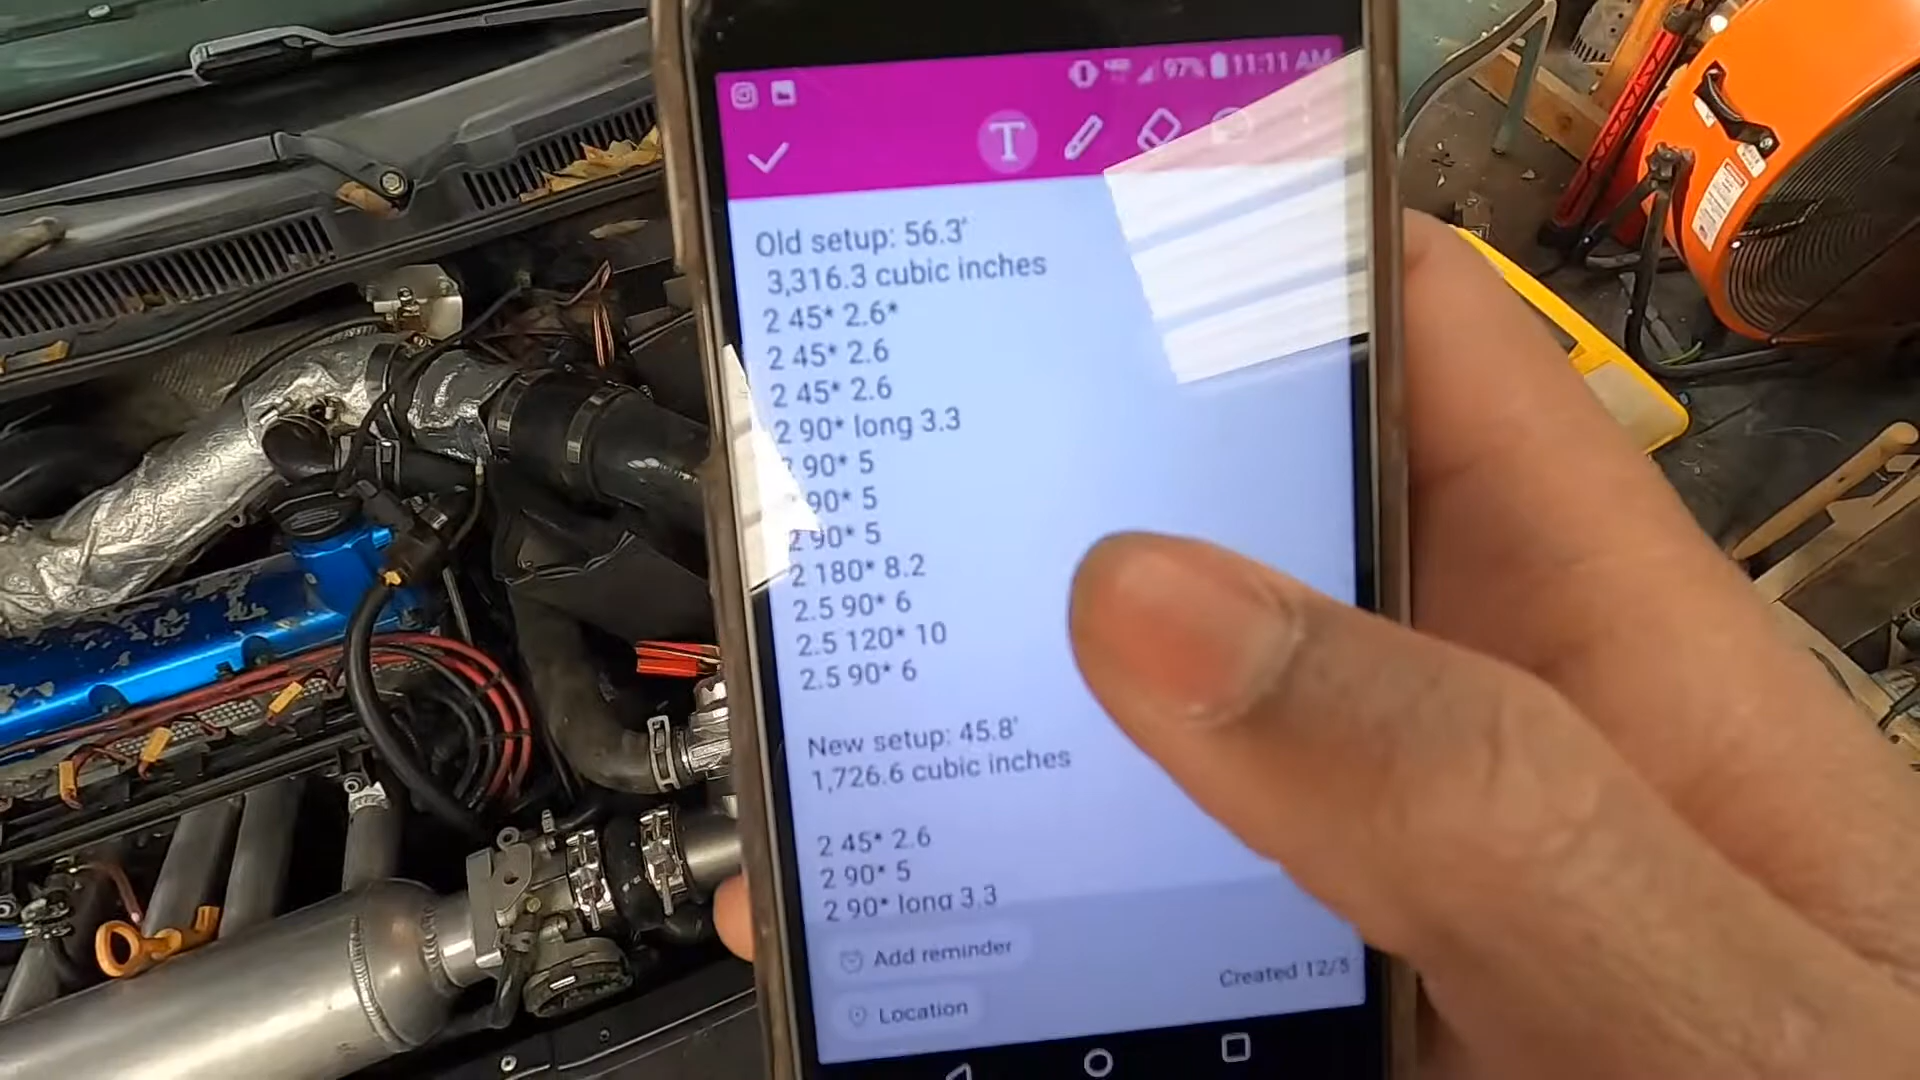 97% 11:11 AM
T
Old setup: 56.3'
3,316.3 cubic inches
2 45* 2.6*
2 45* 2.6
2 45* 2.6
2 90* long 3.3
90* 5
90* 5
2 90* 5
2 180* 8.2
2.5 90* 6
2.5 120* 10
2.5 90* 6
New setup: 45.8'
1,726.6 cubic inches
2 45* 2.6
2 90* 5
2 90* long 3.3
Add reminder
Created 12/5
Location